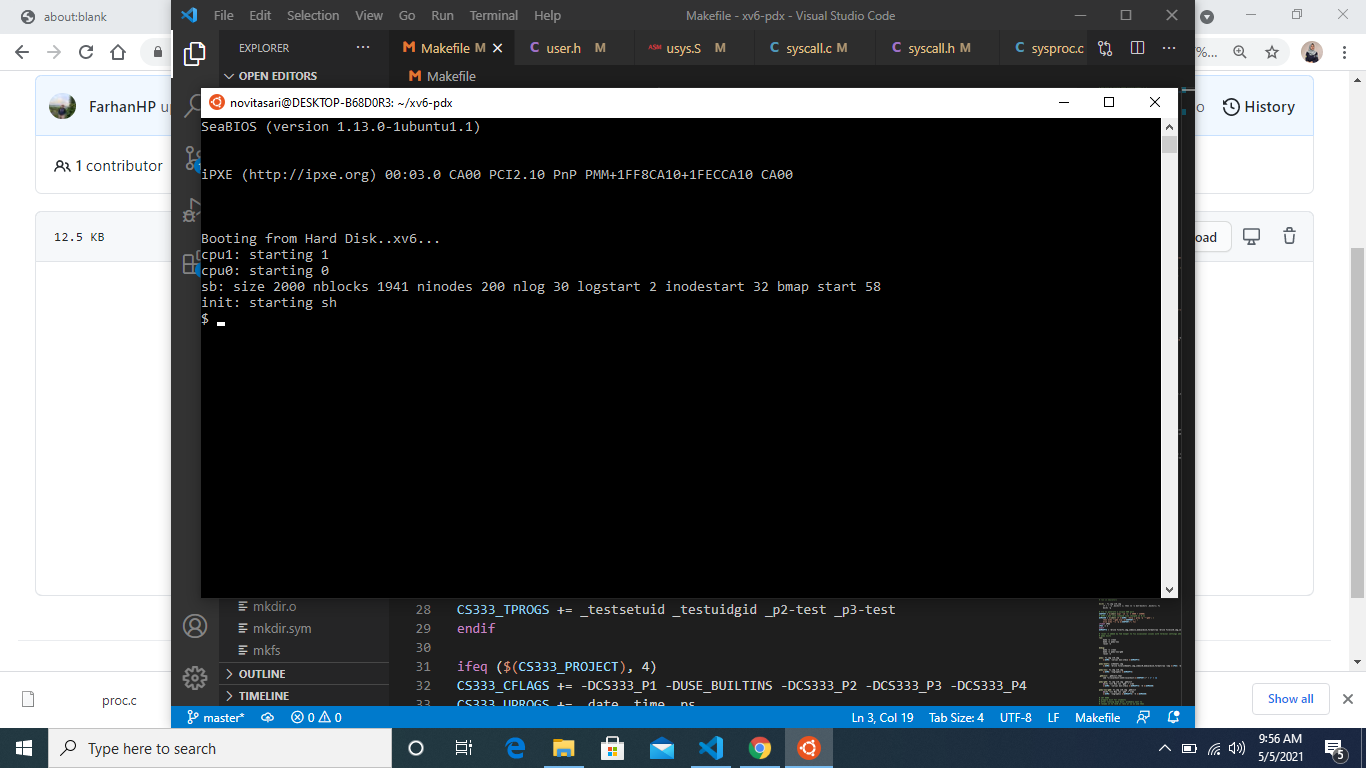 about:blank
File Edit Selection View Go Run Terminal Help
Makefile - xv6-pdx - Visual Studio Code
EXPLORER
Makefile M
user.h M
usys.S M
syscall.c M
syscall.h M
sysproc.c
%...
OPEN EDITORS
Makefile
FarhanHP
History
1 contributor
12.5 KB
novitasari@DESKTOP-B68D0R3: ~/xv6-pdx
SeaBIOS (version 1.13.0-1ubuntu1.1)
iPXE (http://ipxe.org) 00:03.0 CA00 PCI2.10 PnP PMM+1FF8CA10+1FECCA10 CA00
Booting from Hard Disk..xv6...
cpu1: starting 1
cpu0: starting 0
sb: size 2000 nblocks 1941 ninodes 200 nlog 30 logstart 2 inodestart 32 bmap start 58
init: starting sh
$
mkdir.o
mkdir.sym
mkfs
OUTLINE
TIMELINE
28 CS333_TPROGS += _testsetuid _testuidgid _p2-test _p3-test
29 endif
30
31 ifeq ($(CS333_PROJECT), 4)
32 CS333_CFLAGS += -DCS333_P1 -DUSE_BUILTINS -DCS333_P2 -DCS333_P3 -DCS333_P4
33 CS333_UPROGS += _date _time _ps
master*
0 0
Ln 3, Col 19 Tab Size: 4 UTF-8 LF Makefile
proc.c
Show all
Type here to search
9:56 AM
5/5/2021
5